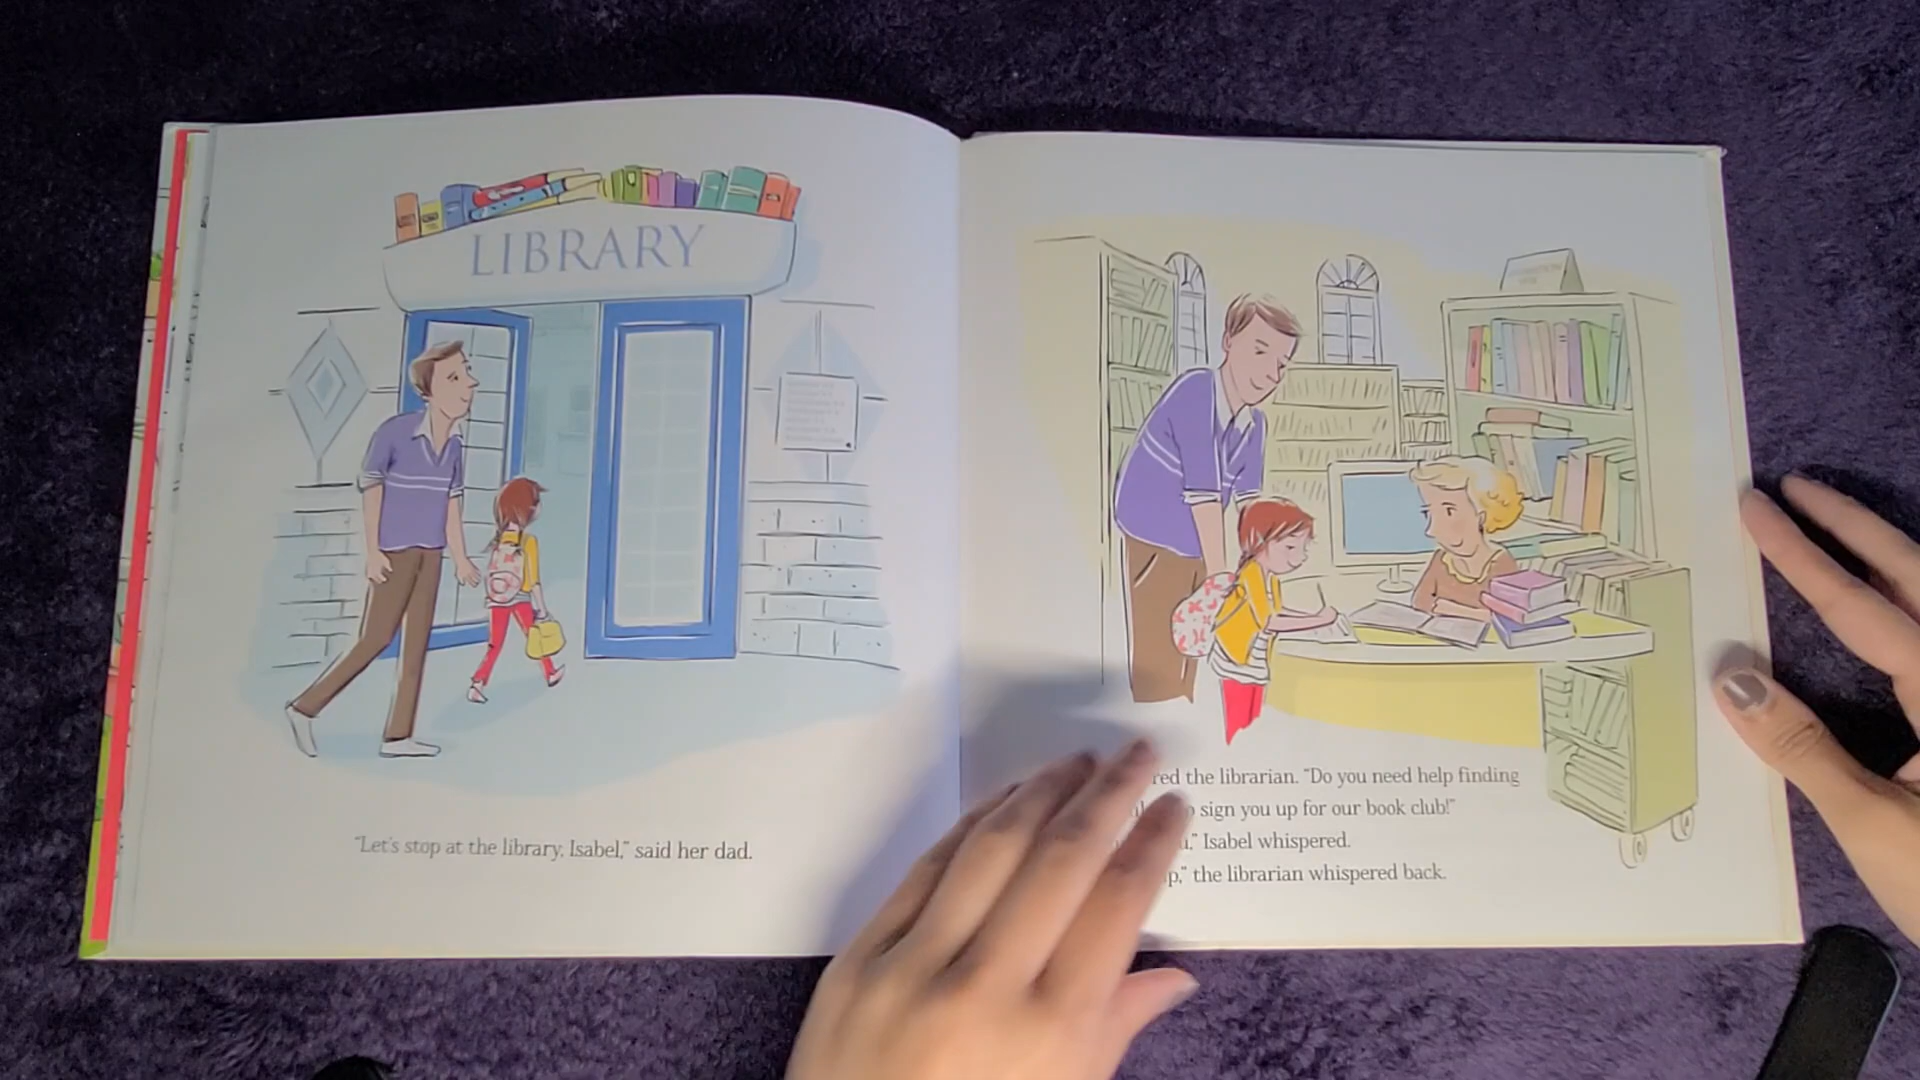 LIBRARY
"Let's stop at the library, Isabel," said her dad.
the librarian. "Do you need help finding
sign you up for our book club!"
Isabel whispered.
the librarian whispered back.